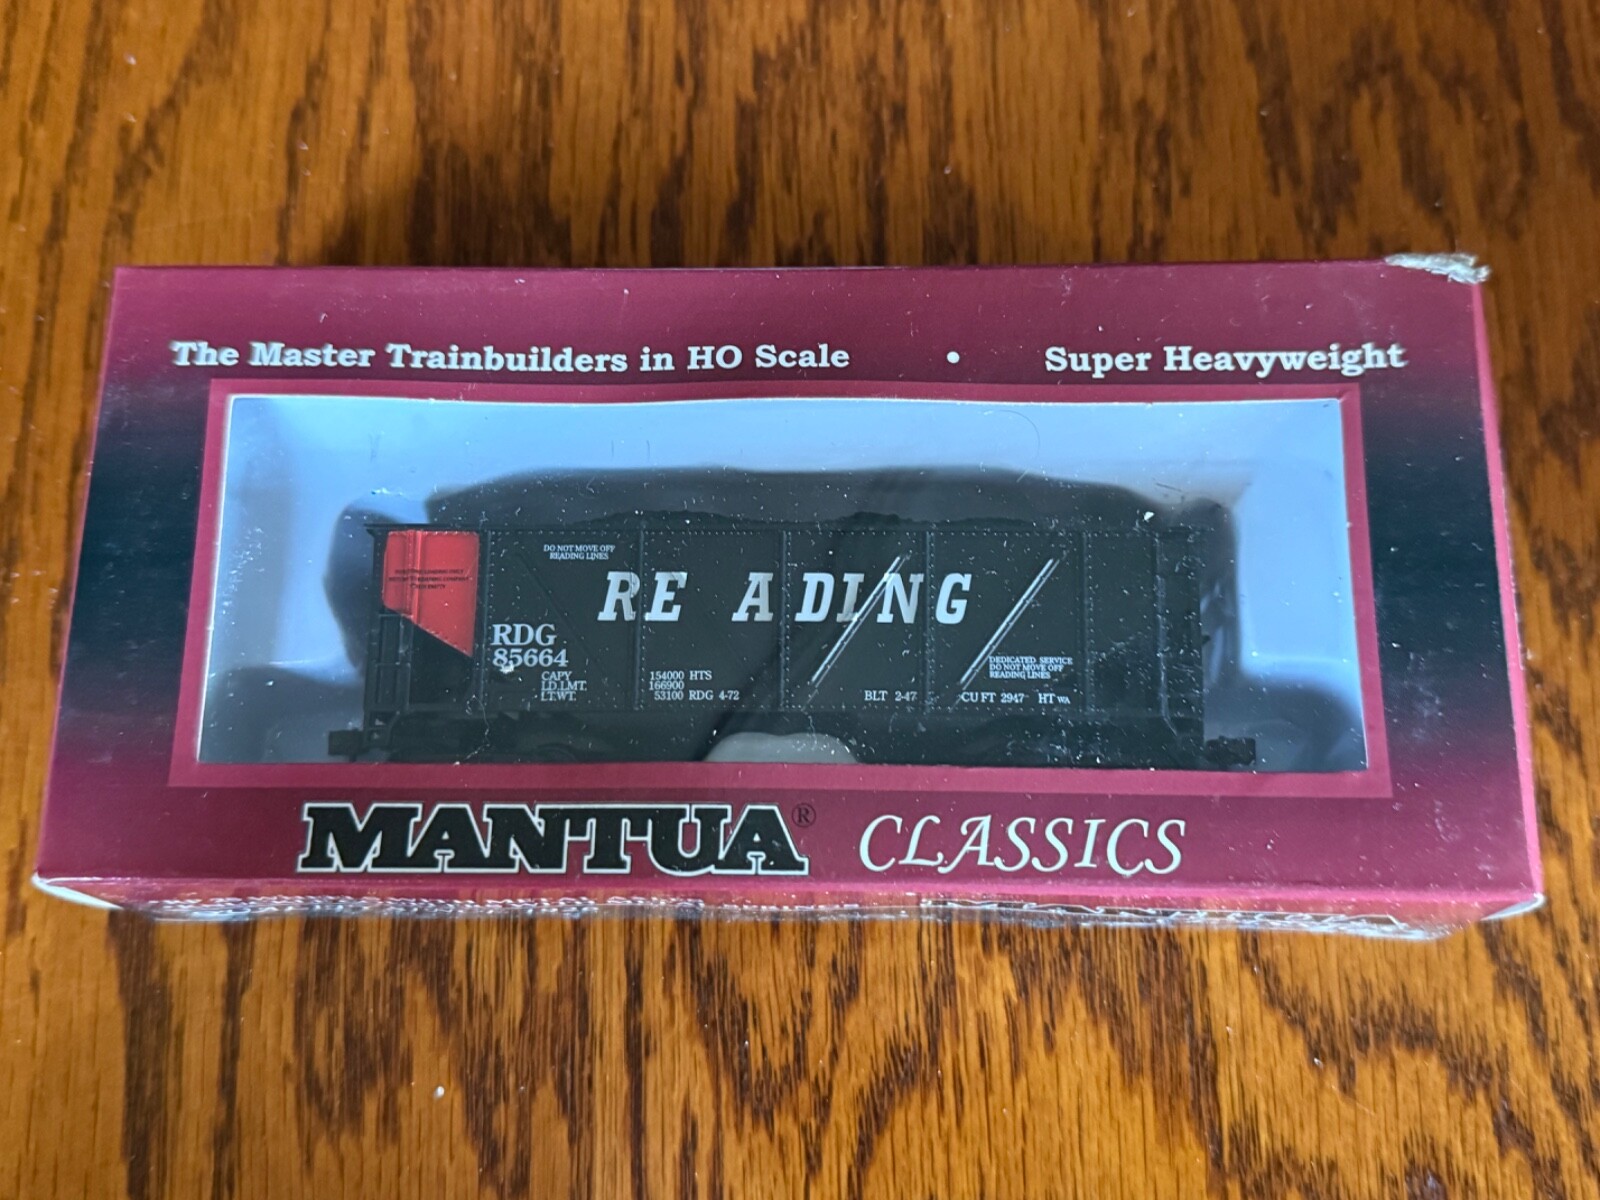 The Master Trainbuilders in HO Scale • Super Heavyweight
DO NOT MOVE OFF
READING LINES
READING
RDG
85664
CAPY 154000 HTS
LD.LMT. 166900
LT.WT. 53100 RDG 4-72
BLT 2-47
DEDICATED SERVICE
DO NOT MOVE OFF
READING LINES
CU FT 2947 HT WA
MANTUA® CLASSICS